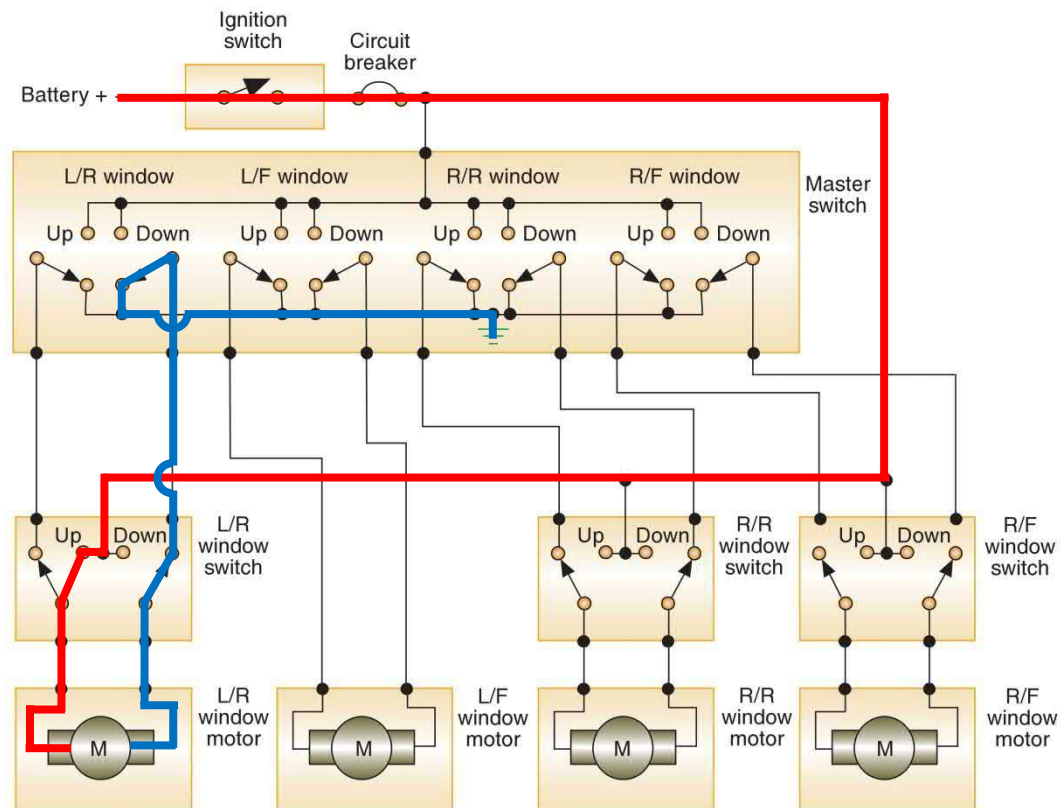 Ignition
switch
Circuit
breaker
Battery +
L/R window
L/F window
R/R window
R/F window
Master
switch
Up
Down
Up
Down
Up
Down
Up
Down
Up
Down
L/R
window
switch
Up
Down
R/R
window
switch
Up
Down
R/F
window
switch
M
L/R
window
motor
M
L/F
window
motor
M
R/R
window
motor
M
R/F
window
motor